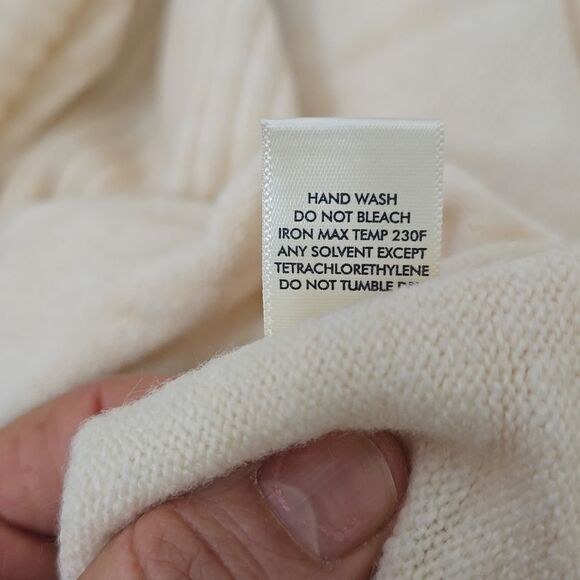 HAND WASH
DO NOT BLEACH
IRON MAX TEMP 230F
ANY SOLVENT EXCEPT
TETRACHLORETHYLENE
DO NOT TUMBLE